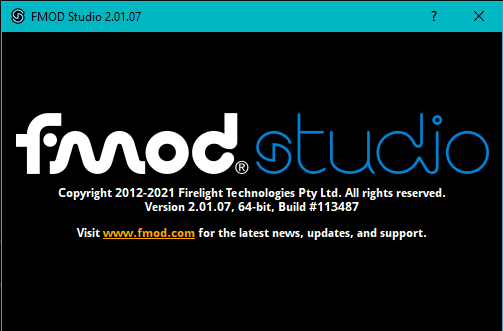 FMOD Studio 2.01.07
?
fmod® studio
Copyright 2012-2021 Firelight Technologies Pty Ltd. All rights reserved.
Version 2.01.07, 64-bit, Build #113487
Visit www.fmod.com for the latest news, updates, and support.